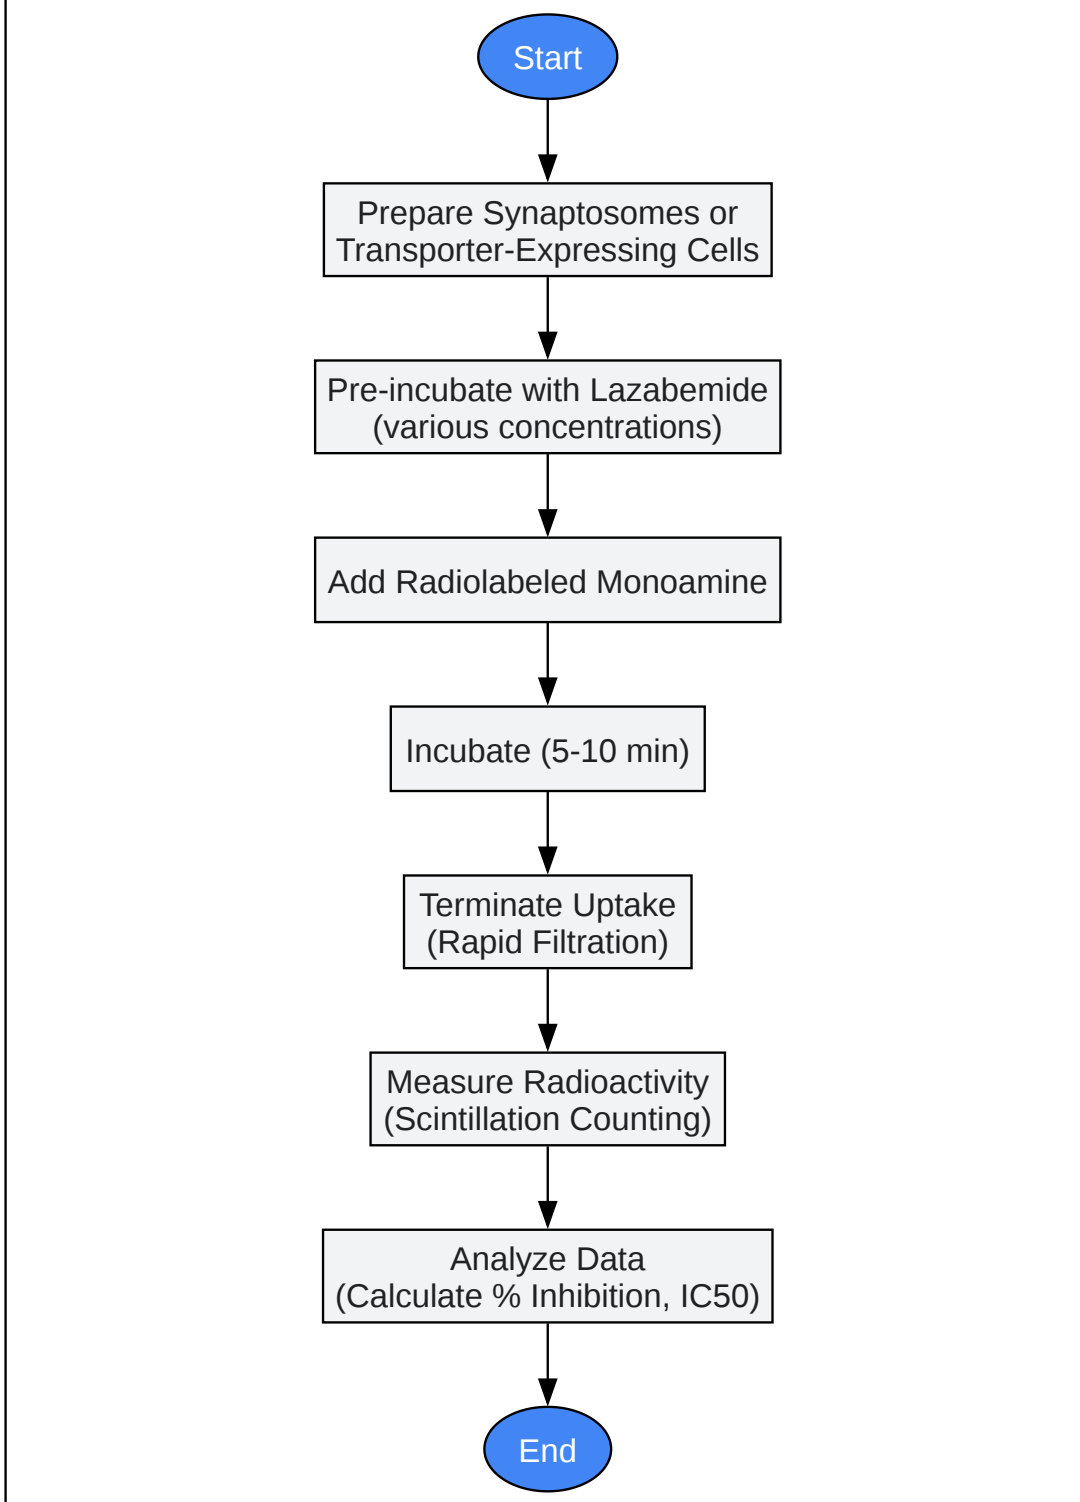 Start
Prepare Synaptosomes or
Transporter-Expressing Cells
Pre-incubate with Lazabemide
(various concentrations)
Add Radiolabeled Monoamine
Incubate (5-10 min)
Terminate Uptake
(Rapid Filtration)
Measure Radioactivity
(Scintillation Counting)
Analyze Data
(Calculate % Inhibition, IC50)
End